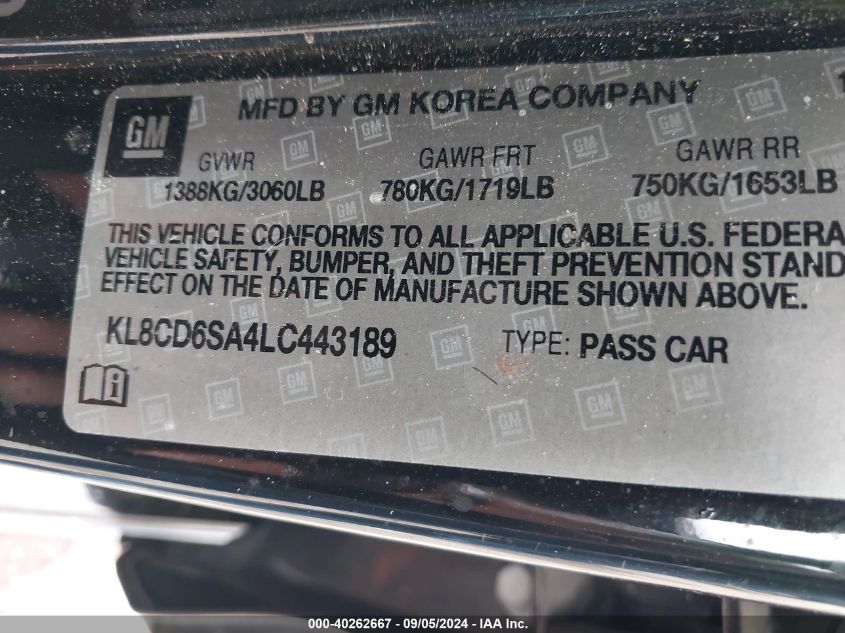 MFD BY GM KOREA COMPANY
GM
GVWR GAWR FRT GAWR RR
1388KG/3060LB 780KG/1719LB 750KG/1653LB
THIS VEHICLE CONFORMS TO ALL APPLICABLE U.S. FEDERA
VEHICLE SAFETY, BUMPER, AND THEFT PREVENTION STAND
EFFECT ON THE DATE OF MANUFACTURE SHOWN ABOVE.
KL8CD6SA4LC443189 TYPE: PASS CAR
000-40262667 - 09/05/2024 - © IAA Inc.